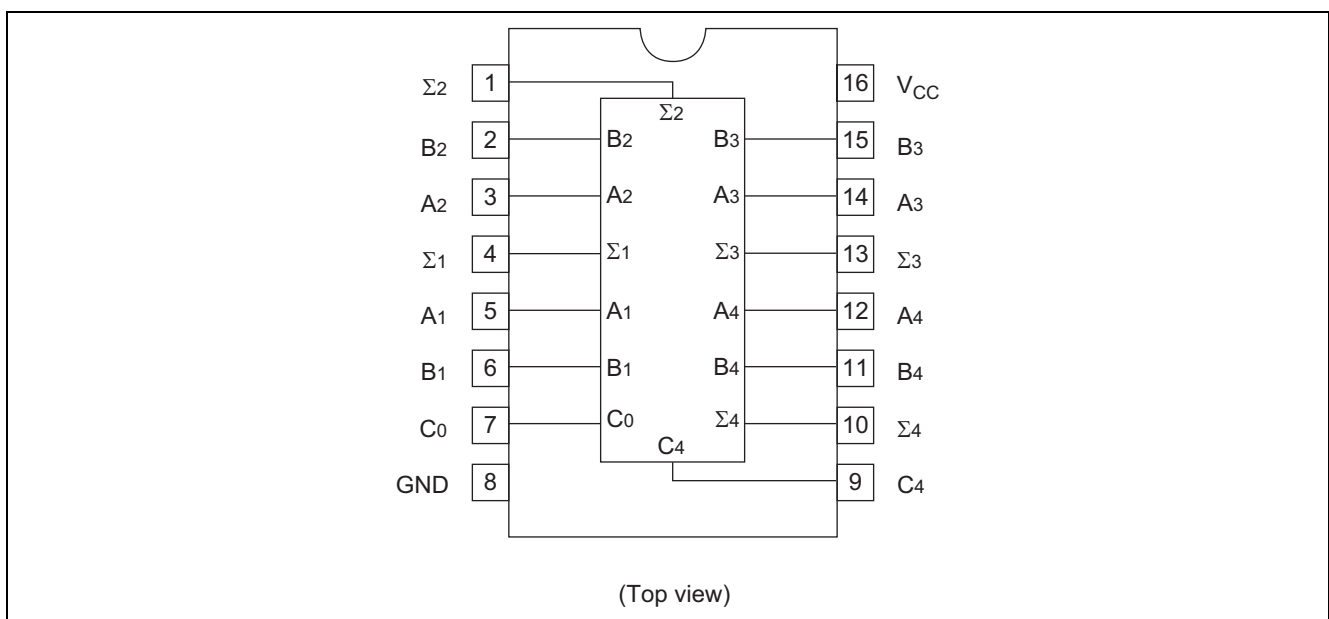 Σ2 1 16 VCC
Σ2
B2 2 B2 B3 15 B3
A2 3 A2 A3 14 A3
Σ1 4 Σ1 Σ3 13 Σ3
A1 5 A1 A4 12 A4
B1 6 B1 B4 11 B4
C0 7 C0 Σ4 10 Σ4
C4
GND 8 9 C4
(Top view)